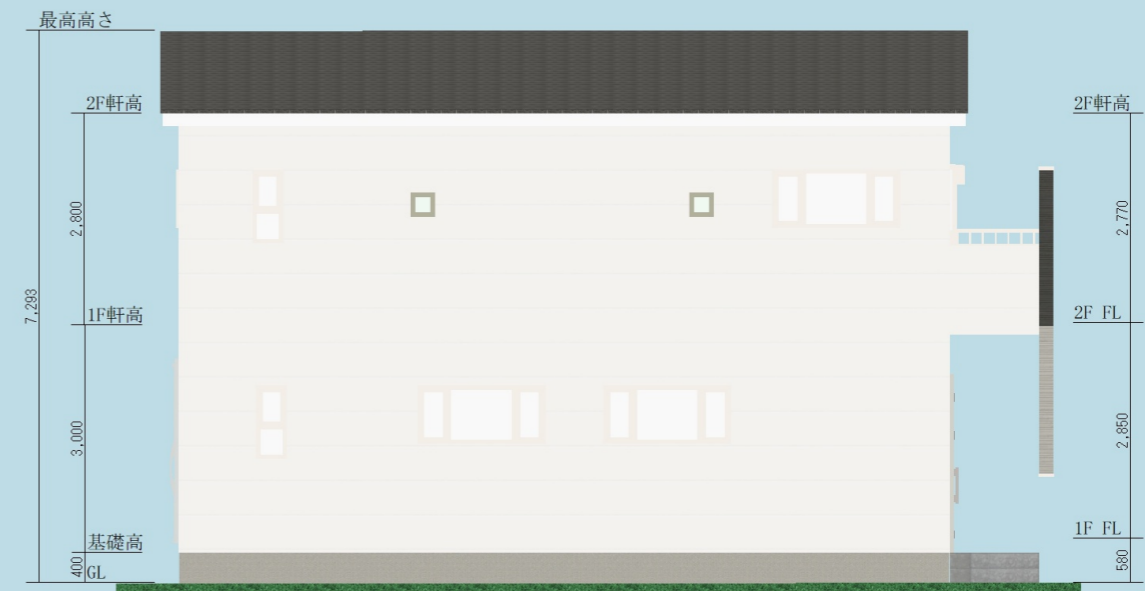 最高高さ
2F軒高
2,800
7,293
1F軒高
3,000
基礎高
400
GL
2F軒高
2,770
2F FL
2,850
1F FL
580